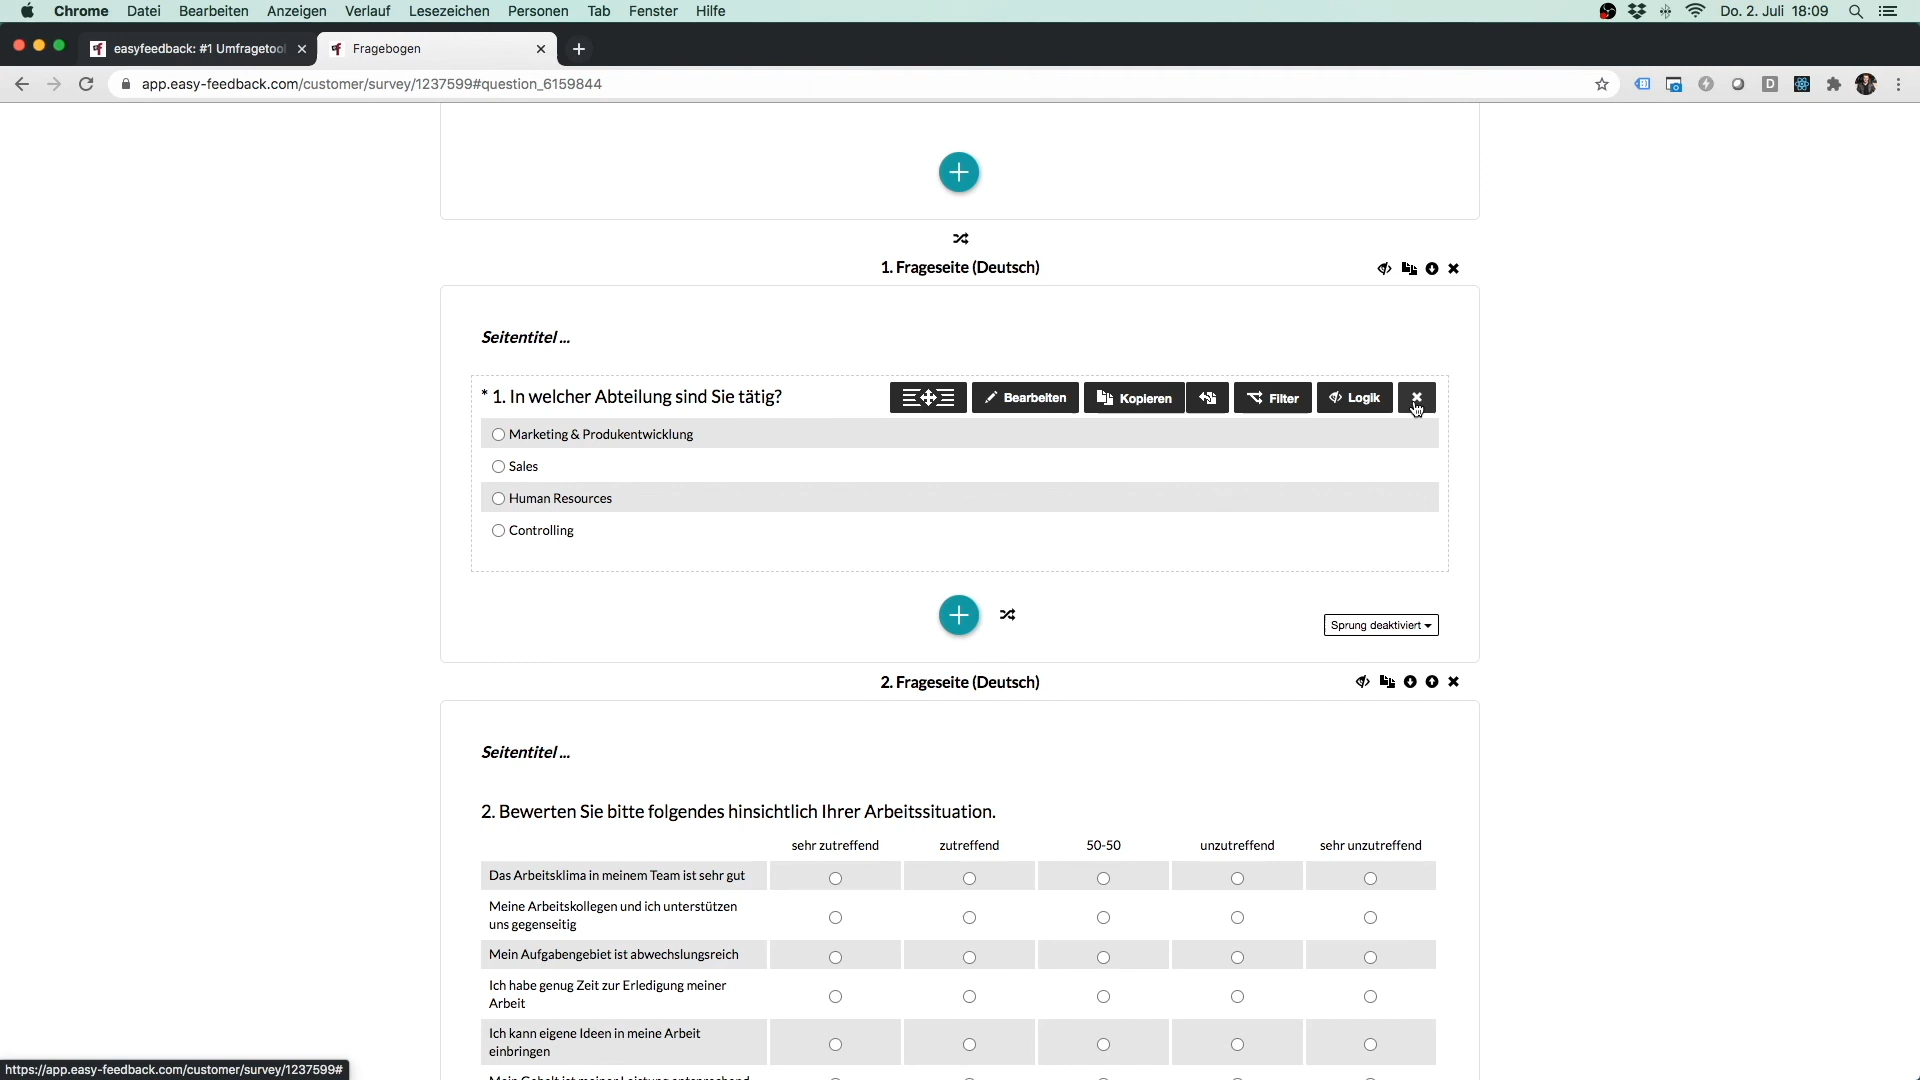 Chrome Datei Bearbeiten Anzeigen Verlauf Lesezeichen Personen Tab Fenster Hilfe Do. 2. Juli 18:09
easyfeedback: #1 Umfragetool Fragebogen
app.easy-feedback.com/customer/survey/1237599#question_6159844
1. Frageseite (Deutsch)
Seitentitel ...
* 1. In welcher Abteilung sind Sie tätig? Bearbeiten Kopieren Filter Logik
Marketing & Produkentwicklung
Sales
Human Resources
Controlling
Sprung deaktiviert
2. Frageseite (Deutsch)
Seitentitel ...
2. Bewerten Sie bitte folgendes hinsichtlich Ihrer Arbeitssituation.
sehr zutreffend zutreffend 50-50 unzutreffend sehr unzutreffend
Das Arbeitsklima in meinem Team ist sehr gut
Meine Arbeitskollegen und ich unterstützen
uns gegenseitig
Mein Aufgabengebiet ist abwechslungsreich
Ich habe genug Zeit zur Erledigung meiner
Arbeit
Ich kann eigene Ideen in meine Arbeit
einbringen
https://app.easy-feedback.com/customer/survey/1237599#